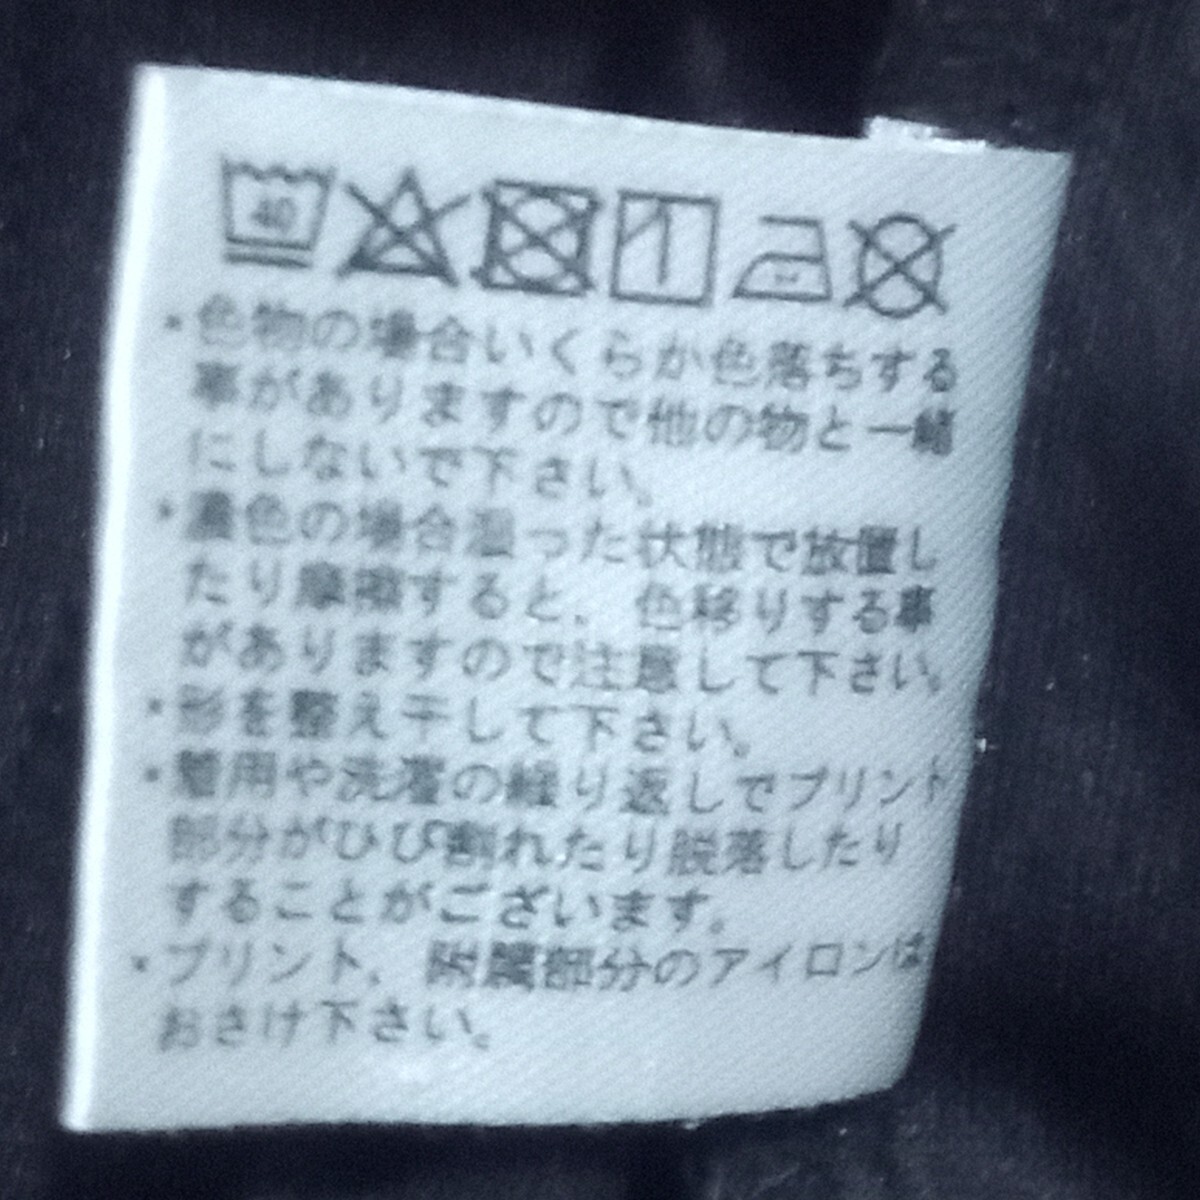 40
・色物の場合いくらか色落ちする
事がありますので他の物と一緒
にしないで下さい。
・濃色の場合湿った状態で放置し
たり摩擦すると、色移りする事
がありますので注意して下さい。
・形を整え干して下さい。
・着用や洗濯の繰り返しでプリント
部分がひび割れたり脱落したり
することがございます。
・プリント、附属部分のアイロンは
おさけ下さい。